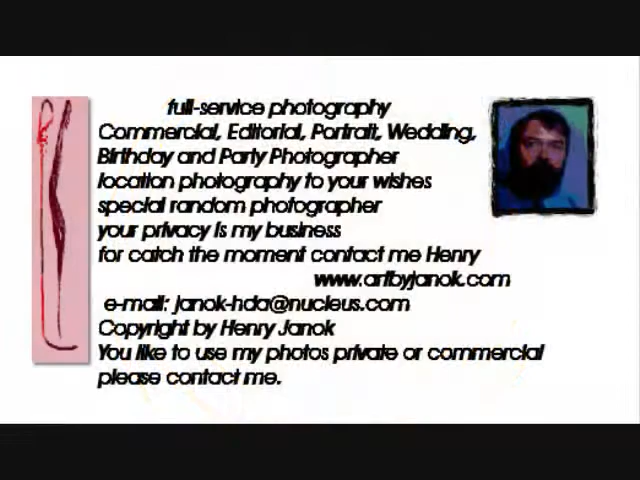 full-service photography
Commercial, Editorial, Portrait, Wedding,
Birthday and Party Photographer
location photography to your wishes
special random photographer
your privacy is my business
for catch the moment contact me Henry
www.artbyjanok.com
e-mail: janok-hda@nucleus.com
Copyright by Henry Janok
You like to use my photos private or commercial
please contact me.